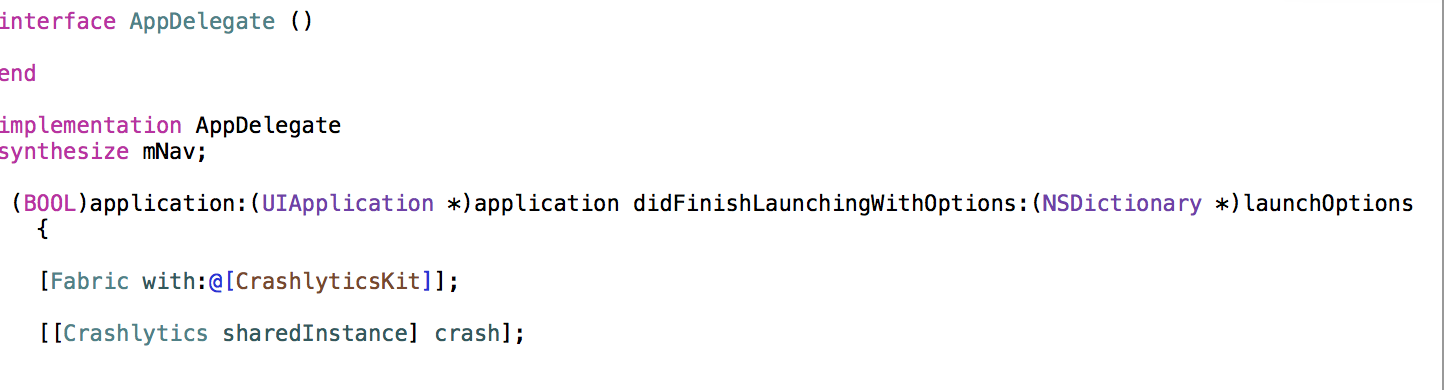 interface AppDelegate ()
end
implementation AppDelegate
synthesize mNav;
(BOOL)application:(UIApplication *)application didFinishLaunchingWithOptions:(NSDictionary *)launchOptions
{
[Fabric with:@[CrashlyticsKit]];
[[Crashlytics sharedInstance] crash];